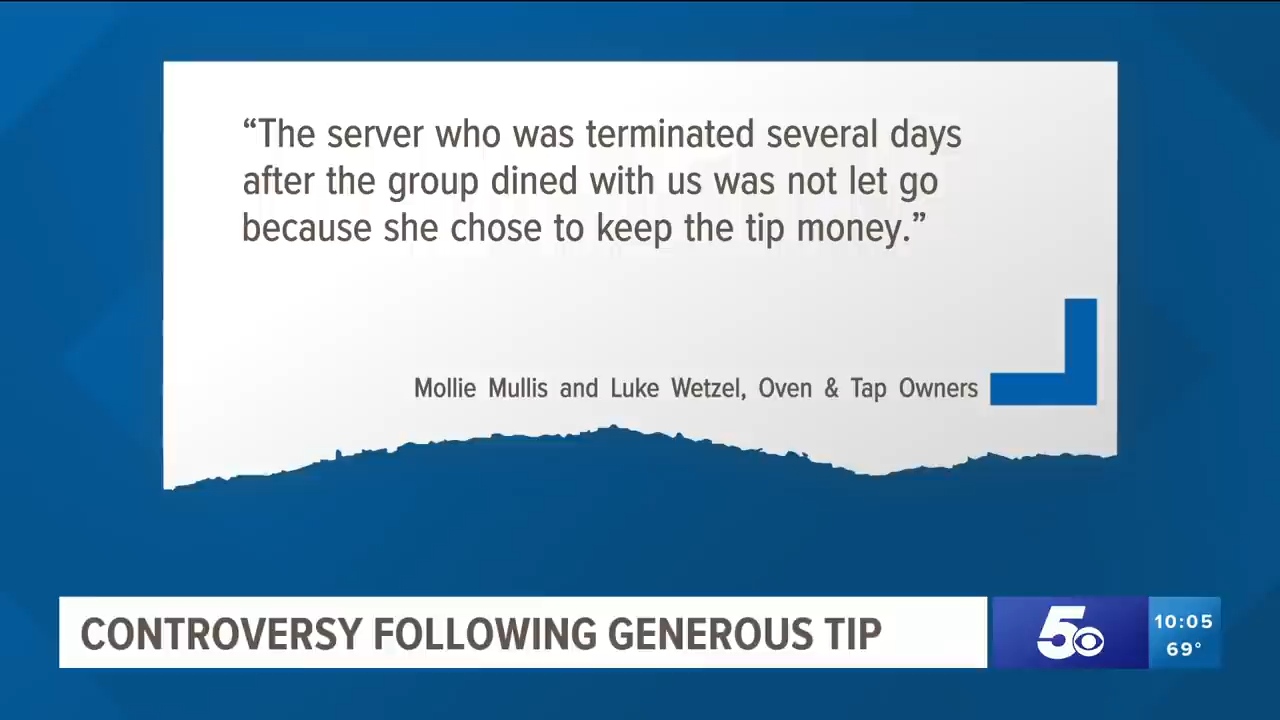 “The server who was terminated several days
after the group dined with us was not let go
because she chose to keep the tip money.”
Mollie Mullis and Luke Wetzel, Oven & Tap Owners
CONTROVERSY FOLLOWING GENEROUS TIP
5
10:05
69°